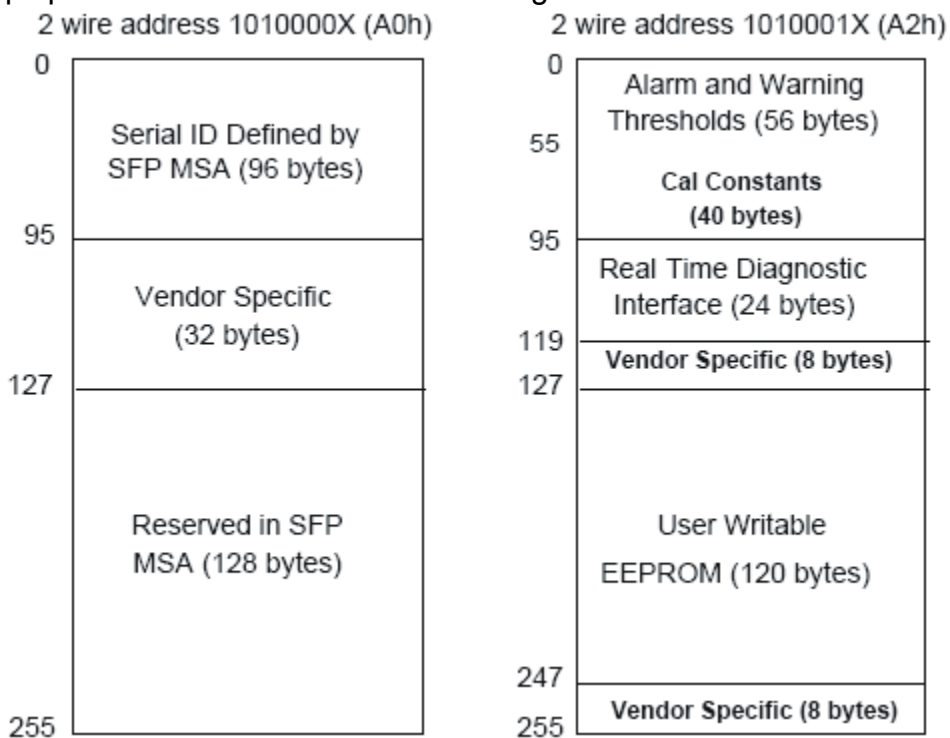 2 wire address 1010000X (A0h)
0
Serial ID Defined by
SFP MSA (96 bytes)
95
Vendor Specific
(32 bytes)
127
Reserved in SFP
MSA (128 bytes)
255
2 wire address 1010001X (A2h)
0
Alarm and Warning
Thresholds (56 bytes)
55
Cal Constants
(40 bytes)
95
Real Time Diagnostic
Interface (24 bytes)
119
Vendor Specific (8 bytes)
127
User Writable
EEPROM (120 bytes)
247
Vendor Specific (8 bytes)
255